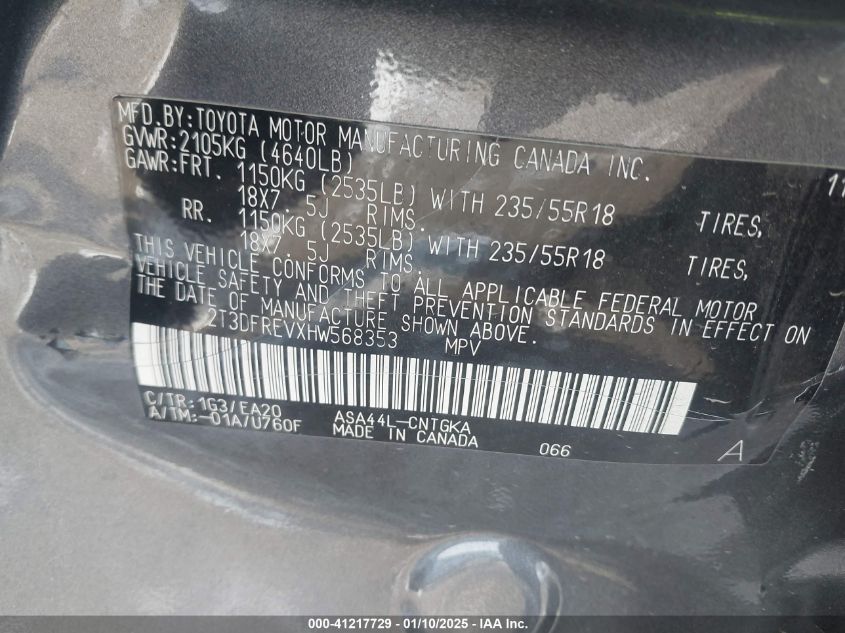 MFD.BY:TOYOTA MOTOR MANUFACTURING CANADA INC.
GVWR:2105KG (4640LB) 11
GAWR:FRT. 1150KG (2535LB) WITH 235/55R18 TIRES,
18X7.5J RIMS.
RR. 1150KG (2535LB) WITH 235/55R18 TIRES,
18X7.5J RIMS.
THIS VEHICLE CONFORMS TO ALL APPLICABLE FEDERAL MOTOR
VEHICLE SAFETY AND THEFT PREVENTION STANDARDS IN EFFECT ON
THE DATE OF MANUFACTURE SHOWN ABOVE.
2T3DFREVXHW568353 MPV
C/TR:1G3/EA20 ASA44L-CNTGKA
A/TM:-01A/U760F MADE IN CANADA 066 A
000-41217729 - 01/10/2025 - IAA Inc.